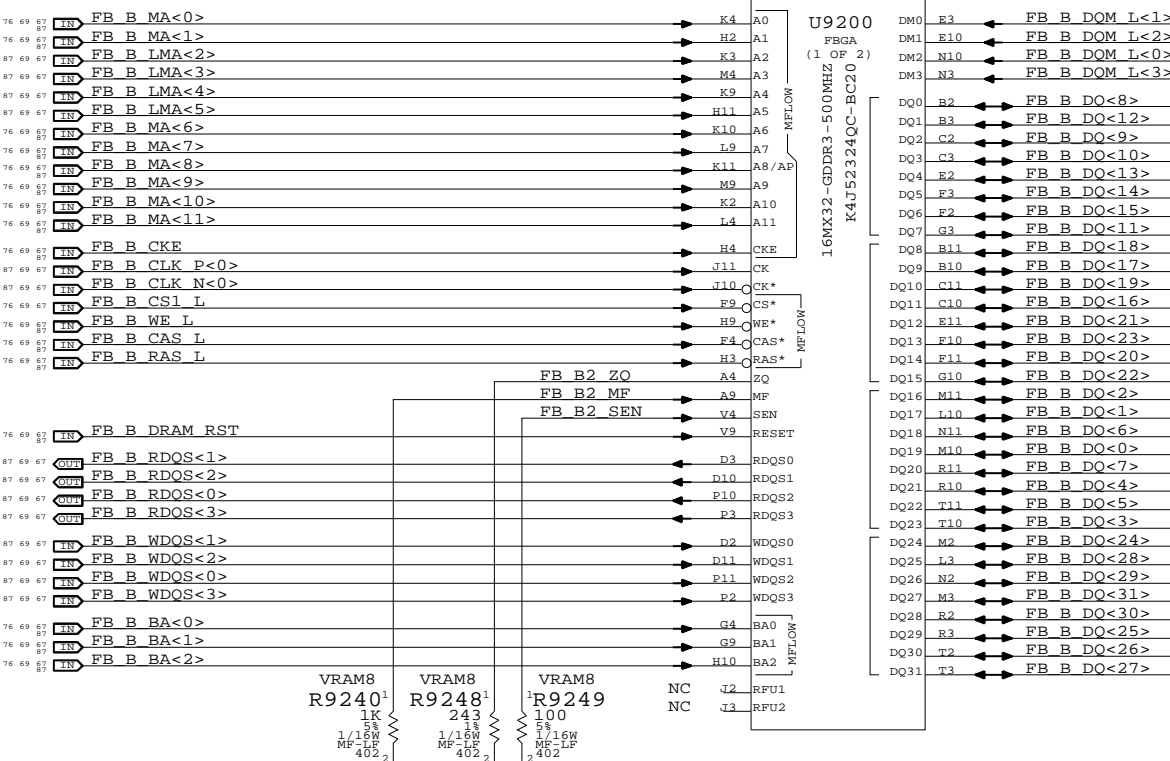 76 69 67 87 IN FB_B_MA<0> K4 A0 U9200 DM0 E3 FB_B_DQM_L<1>
76 69 67 87 IN FB_B_MA<1> H2 A1 FBGA DM1 E10 FB_B_DQM_L<2>
87 69 67 IN FB_B_LMA<2> K3 A2 (1 OF 2) DM2 N10 FB_B_DQM_L<0>
87 69 67 IN FB_B_LMA<3> M4 A3 DM3 N3 FB_B_DQM_L<3>
87 69 67 IN FB_B_LMA<4> K9 A4
87 69 67 IN FB_B_LMA<5> H11 A5 DQ0 B2 FB_B_DQ<8>
76 69 67 87 IN FB_B_MA<6> K10 A6 DQ1 B3 FB_B_DQ<12>
76 69 67 87 IN FB_B_MA<7> L9 A7 DQ2 C2 FB_B_DQ<9>
76 69 67 87 IN FB_B_MA<8> K11 A8/AP DQ3 C3 FB_B_DQ<10>
76 69 67 87 IN FB_B_MA<9> M9 A9 DQ4 E2 FB_B_DQ<13>
76 69 67 87 IN FB_B_MA<10> K2 A10 DQ5 F3 FB_B_DQ<14>
76 69 67 87 IN FB_B_MA<11> L4 A11 DQ6 F2 FB_B_DQ<15>
MFLOW
16MX32-GDDR3-500MHZ
K4J52324QC-BC20
DQ7 G3 FB_B_DQ<11>
76 69 67 87 IN FB_B_CKE H4 CKE DQ8 B11 FB_B_DQ<18>
87 69 67 IN FB_B_CLK_P<0> J11 CK DQ9 B10 FB_B_DQ<17>
87 69 67 IN FB_B_CLK_N<0> J10 CK* DQ10 C11 FB_B_DQ<19>
76 69 67 87 IN FB_B_CS1_L F9 CS* DQ11 C10 FB_B_DQ<16>
76 69 67 87 IN FB_B_WE_L H9 WE* DQ12 E11 FB_B_DQ<21>
76 69 67 87 IN FB_B_CAS_L F4 CAS* DQ13 F10 FB_B_DQ<23>
76 69 67 87 IN FB_B_RAS_L H3 RAS* DQ14 F11 FB_B_DQ<20>
MFLOW
FB_B2_ZQ A4 ZQ DQ15 G10 FB_B_DQ<22>
FB_B2_MF A9 MF DQ16 M11 FB_B_DQ<2>
FB_B2_SEN V4 SEN DQ17 L10 FB_B_DQ<1>
76 69 67 87 IN FB_B_DRAM_RST V9 RESET DQ18 N11 FB_B_DQ<6>
DQ19 M10 FB_B_DQ<0>
87 69 67 OUT FB_B_RDQS<1> D3 RDQS0 DQ20 R11 FB_B_DQ<7>
87 69 67 OUT FB_B_RDQS<2> D10 RDQS1 DQ21 R10 FB_B_DQ<4>
87 69 67 OUT FB_B_RDQS<0> P10 RDQS2 DQ22 T11 FB_B_DQ<5>
87 69 67 OUT FB_B_RDQS<3> P3 RDQS3 DQ23 T10 FB_B_DQ<3>
87 69 67 IN FB_B_WDQS<1> D2 WDQS0 DQ24 M2 FB_B_DQ<24>
87 69 67 IN FB_B_WDQS<2> D11 WDQS1 DQ25 L3 FB_B_DQ<28>
87 69 67 IN FB_B_WDQS<0> P11 WDQS2 DQ26 N2 FB_B_DQ<29>
87 69 67 IN FB_B_WDQS<3> P2 WDQS3 DQ27 M3 FB_B_DQ<31>
76 69 67 87 IN FB_B_BA<0> G4 BA0 DQ28 R2 FB_B_DQ<30>
76 69 67 87 IN FB_B_BA<1> G9 BA1 DQ29 R3 FB_B_DQ<25>
76 69 67 87 IN FB_B_BA<2> H10 BA2 DQ30 T2 FB_B_DQ<26>
MFLOW
DQ31 T3 FB_B_DQ<27>
NC J2 RFU1
NC J3 RFU2
VRAM8 VRAM8
R9240 1 R9248 1 1 R9249
1K 243 100
5% 1% 5%
1/16W 1/16W 1/16W
MF-LF MF-LF MF-LF
402 2 402 2 2 402